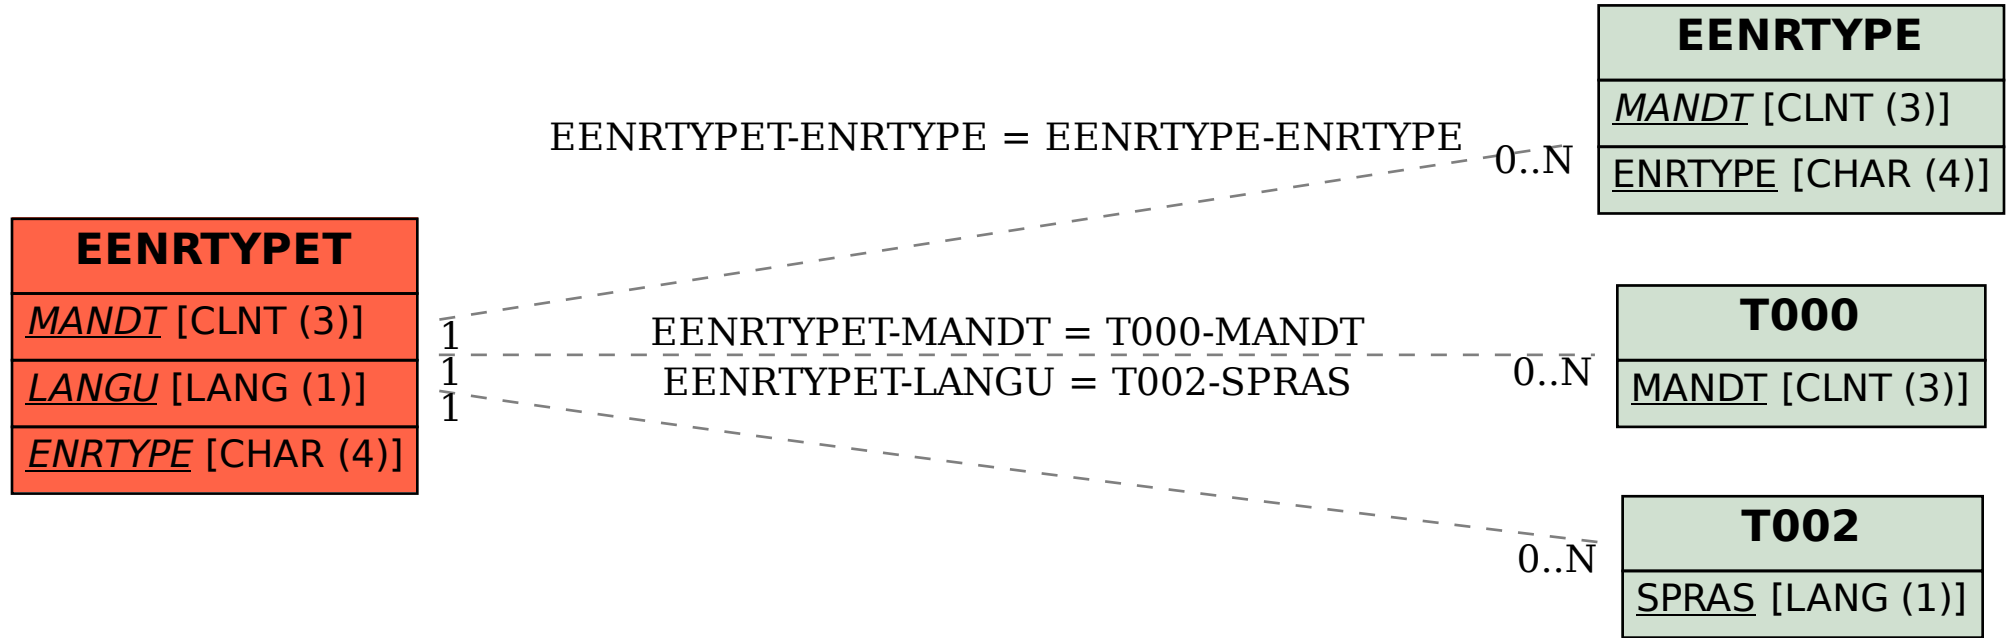 EENRTYPE
MANDT [CLNT (3)]
ENRTYPE [CHAR (4)]
EENRTYPET-ENRTYPE = EENRTYPE-ENRTYPE
0..N
EENRTYPET
MANDT [CLNT (3)]
LANGU [LANG (1)]
ENRTYPE [CHAR (4)]
1
1
1
EENRTYPET-MANDT = T000-MANDT
0..N
EENRTYPET-LANGU = T002-SPRAS
0..N
T000
MANDT [CLNT (3)]
T002
SPRAS [LANG (1)]